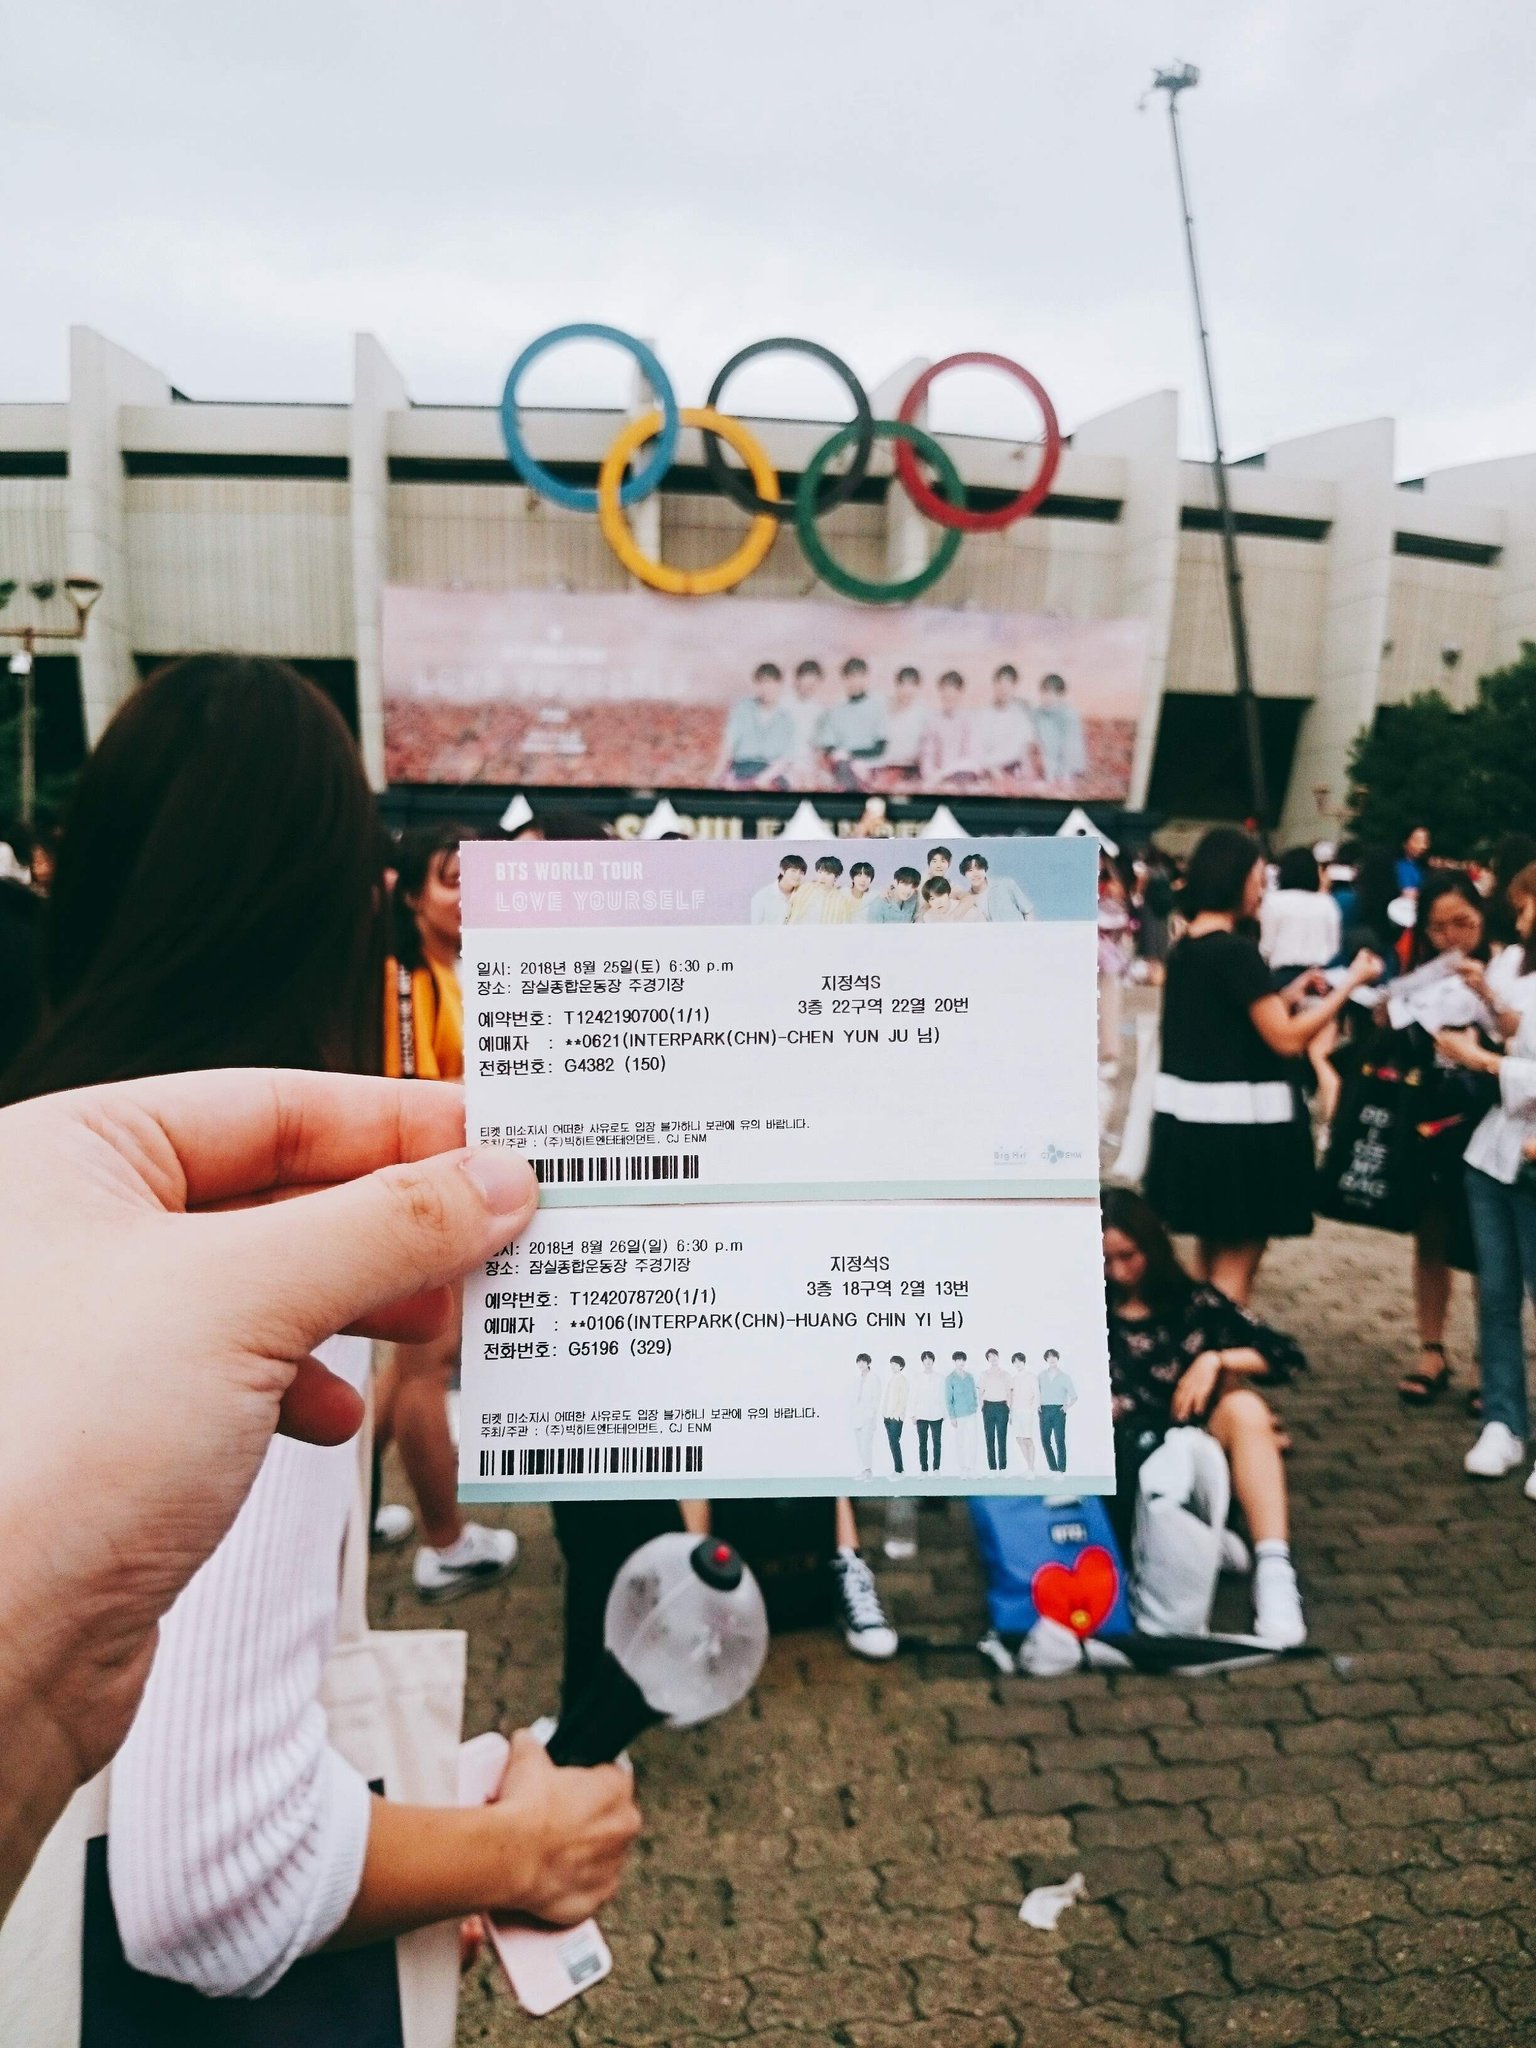 BTS WORLD TOUR
LOVE YOURSELF
일시: 2018년 8월 25일(토) 6:30 p.m
장소: 잠실종합운동장 주경기장
지정석S
3층 22구역 22열 20번
예약번호: T1242190700(1/1)
예매자 : **0621(INTERPARK(CHN)-CHEN YUN JU 님)
전화번호: G4382 (150)
티켓 미소지시 어떠한 사유로도 입장 불가하니 보관에 유의 바랍니다.
주최/주관 : (주)빅히트엔터테인먼트, CJ ENM
Big Hit
CJ ENM
일시: 2018년 8월 26일(일) 6:30 p.m
장소: 잠실종합운동장 주경기장
지정석S
3층 18구역 2열 13번
예약번호: T1242078720(1/1)
예매자 : **0106(INTERPARK(CHN)-HUANG CHIN YI 님)
전화번호: G5196 (329)
티켓 미소지시 어떠한 사유로도 입장 불가하니 보관에 유의 바랍니다.
주최/주관 : (주)빅히트엔터테인먼트, CJ ENM
MY
BAG